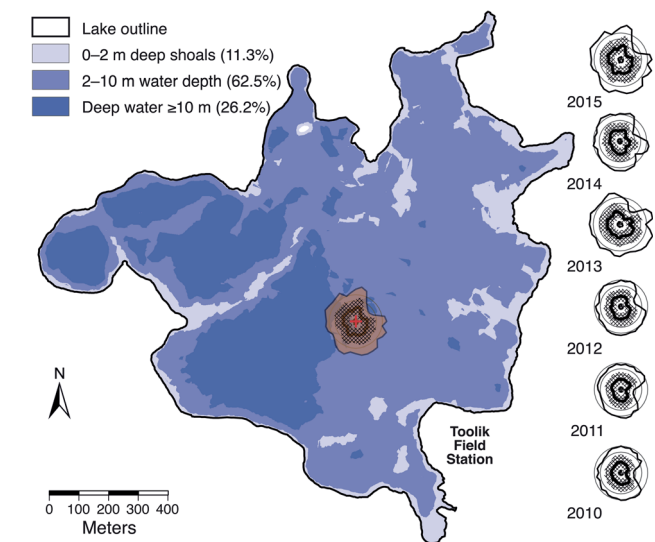 Lake outline
0–2 m deep shoals (11.3%)
2–10 m water depth (62.5%)
Deep water ≥10 m (26.2%)
2015
2014
2013
2012
2011
2010
N
Toolik
Field
Station
0 100 200 300 400
Meters